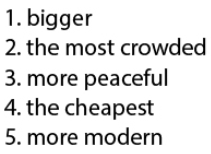 1. bigger
2. the most crowded
3. more peaceful
4. the cheapest
5. more modern